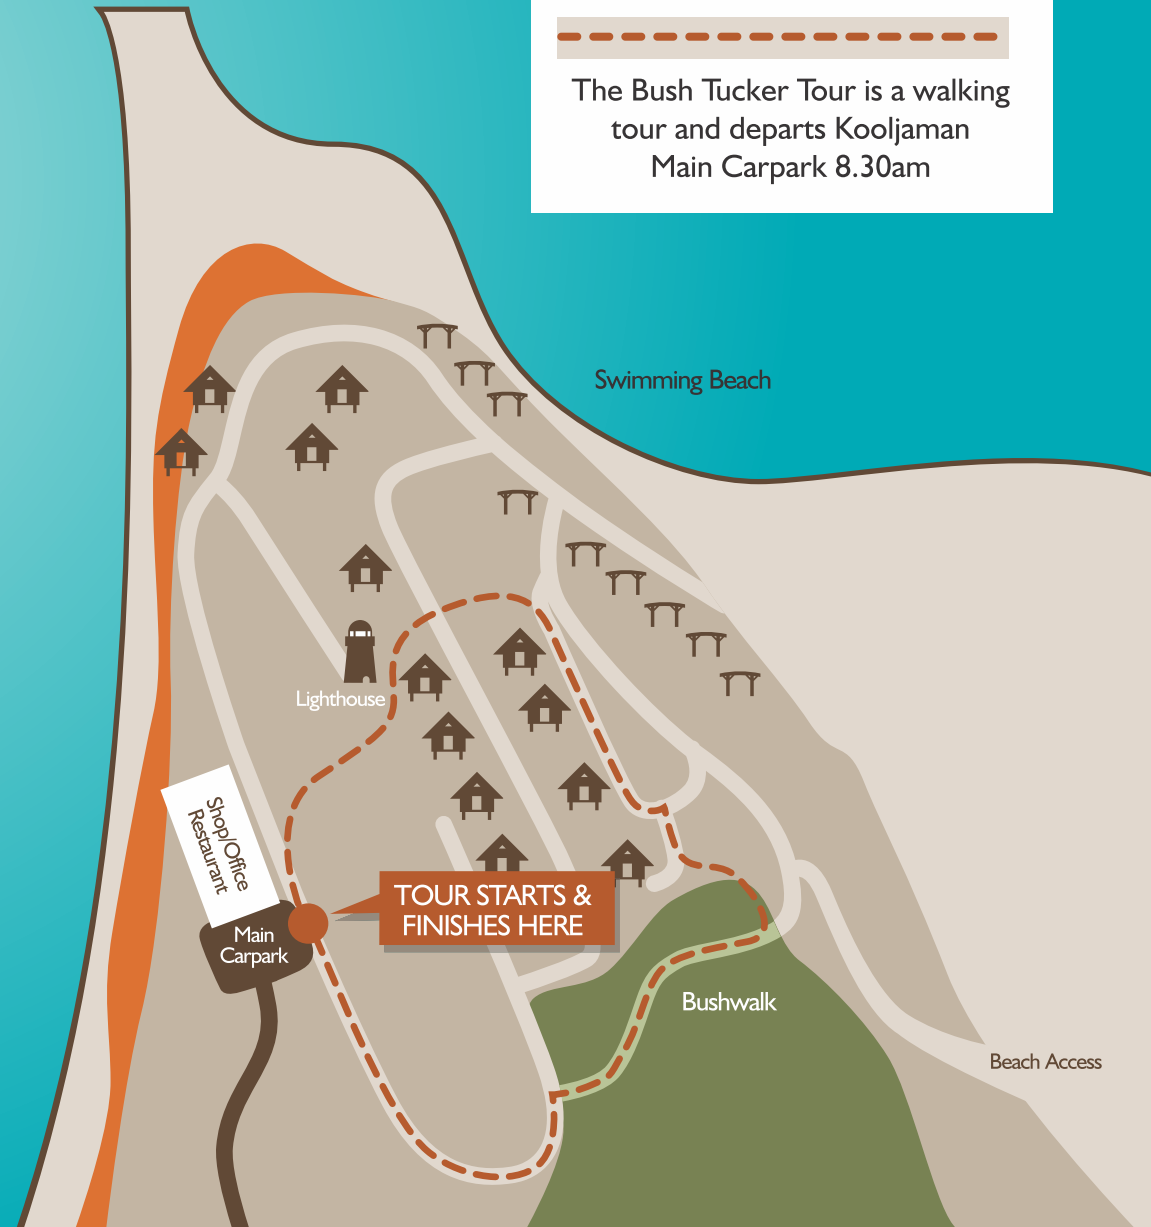 The Bush Tucker Tour is a walking
tour and departs Kooljaman
Main Carpark 8.30am
Swimming Beach
Lighthouse
Shop/Office
Restaurant
TOUR STARTS &
FINISHES HERE
Main
Carpark
Bushwalk
Beach Access